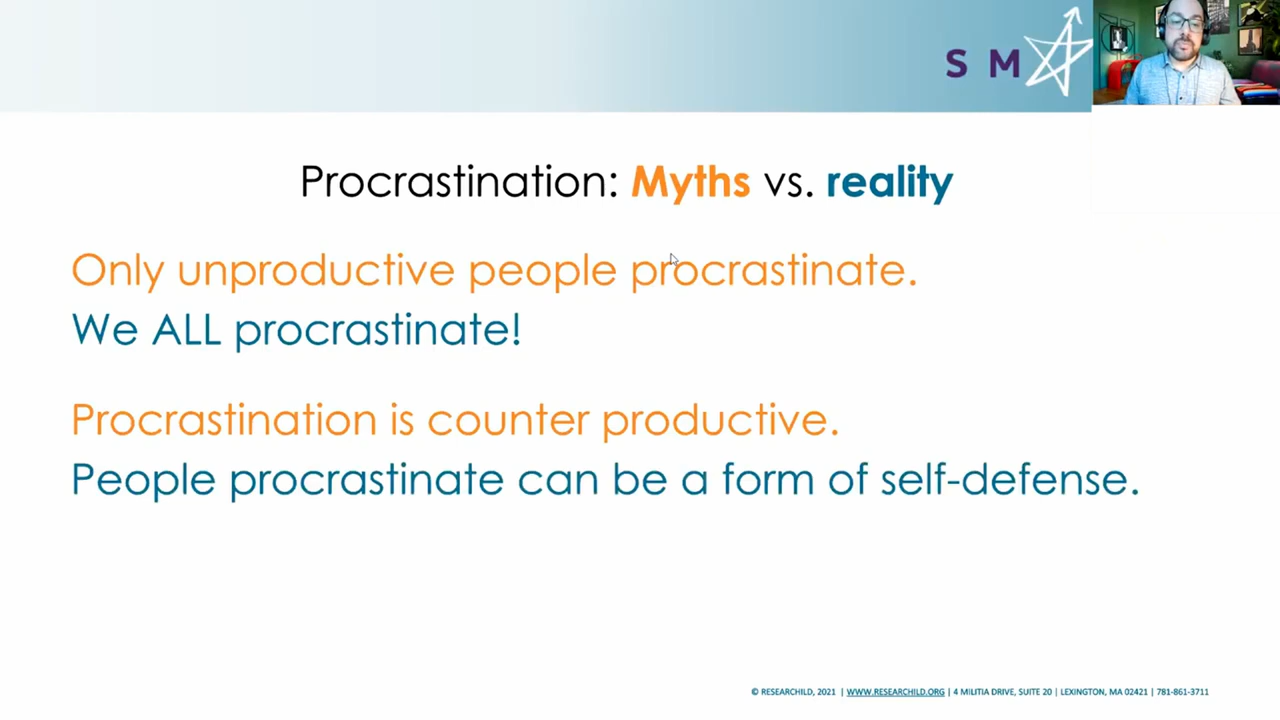 S M
Procrastination: Myths vs. reality
Only unproductive people procrastinate.
We ALL procrastinate!
Procrastination is counter productive.
People procrastinate can be a form of self-defense.
© RESEARCHILD, 2021 | WWW.RESEARCHILD.ORG | 4 MILITIA DRIVE, SUITE 20 | LEXINGTON, MA 02421 | 781-861-3711